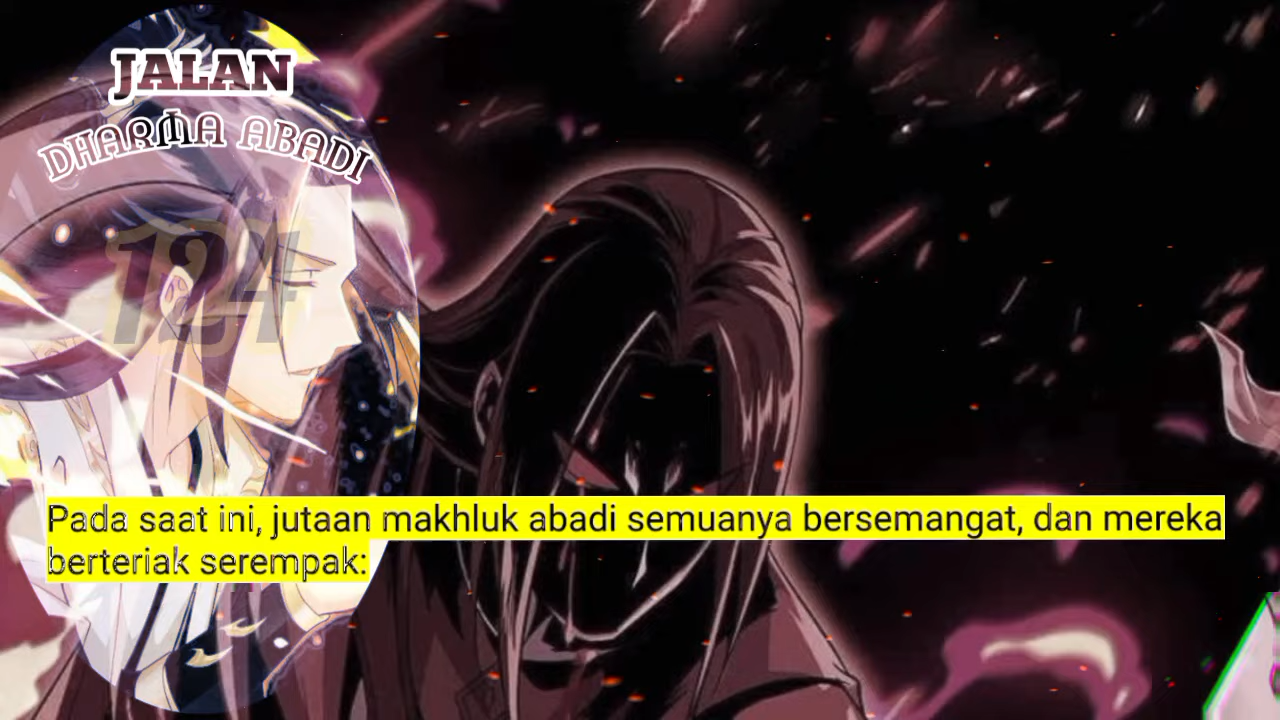 JALAN
DHARMA ABADI
124
Pada saat ini, jutaan makhluk abadi semuanya bersemangat, dan mereka
berteriak serempak: